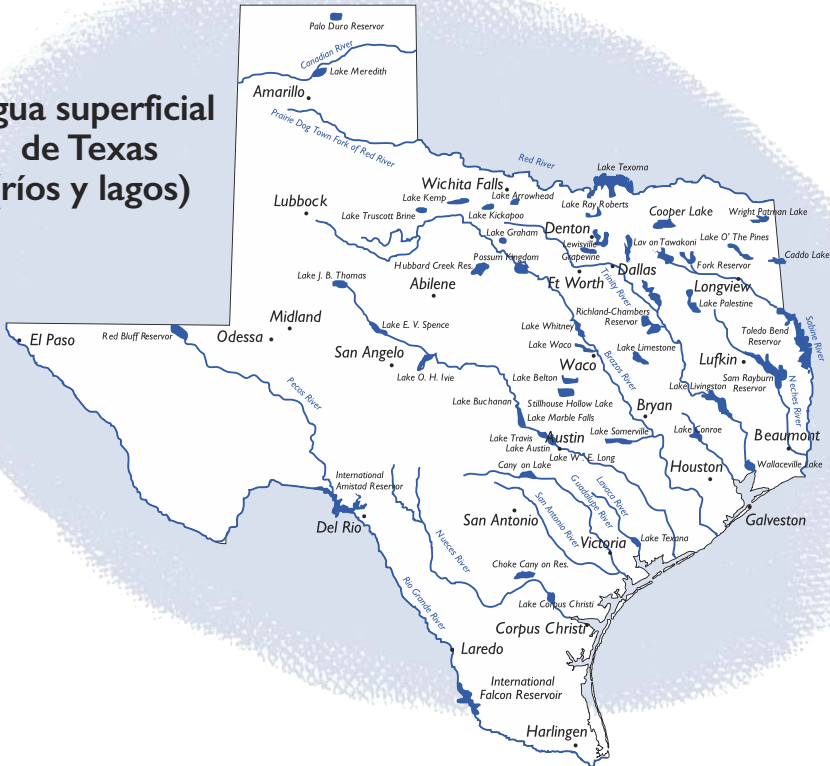 Palo Duro Reservor
Canadian River
Lake Meredith
Amarillo
gua superficial
de Texas
ríos y lagos)
Prairie Dog Town Fork of Red River
Red River
Lake Texoma
Wichita Falls
Lake Kemp
Lake Arrowhead
Lake Ray Roberts
Lubbock
Lake Truscott Brine
Lake Kickapoo
Cooper Lake
Wright Patman Lake
Lake Graham
Denton
Lewisville
Lav on
Tawakoni
Lake O' The Pines
Caddo Lake
Hubbard Creek Res.
Possum Kingdom
Grapevine
Dallas
Fork Reservor
Lake J. B. Thomas
Abilene
Ft Worth
Trinity River
Longview
Lake Palestine
Midland
Odessa
Lake E. V. Spence
Richland-Chambers
Reservor
Lake Whitney
Toledo Bend
Reservor
Sabine River
El Paso
Red Bluff Reservor
San Angelo
Lake Waco
Lake Limestone
Lufkin
Waco
Brazos River
Lake O. H. Ivie
Lake Belton
Sam Rayburn
Reservor
Neches River
Pecos River
Lake Buchanan
Stillhouse Hollow Lake
Lake Livingston
Bryan
Lake Marble Falls
Lake Travis
Austin
Lake Somerville
Lake Conroe
Beaumont
Lake Austin
Lake W . E. Long
Cany on Lake
Houston
Wallaceville Lake
International
Amistad Reservor
Guadalupe River
Lavaca River
San Antonio River
Del Rio
San Antonio
Galveston
Nueces River
Victoria
Lake Texana
Choke Cany on Res.
Rio Grande River
Lake Corpus Christi
Corpus Christi
Laredo
International
Falcon Reservoir
Harlingen